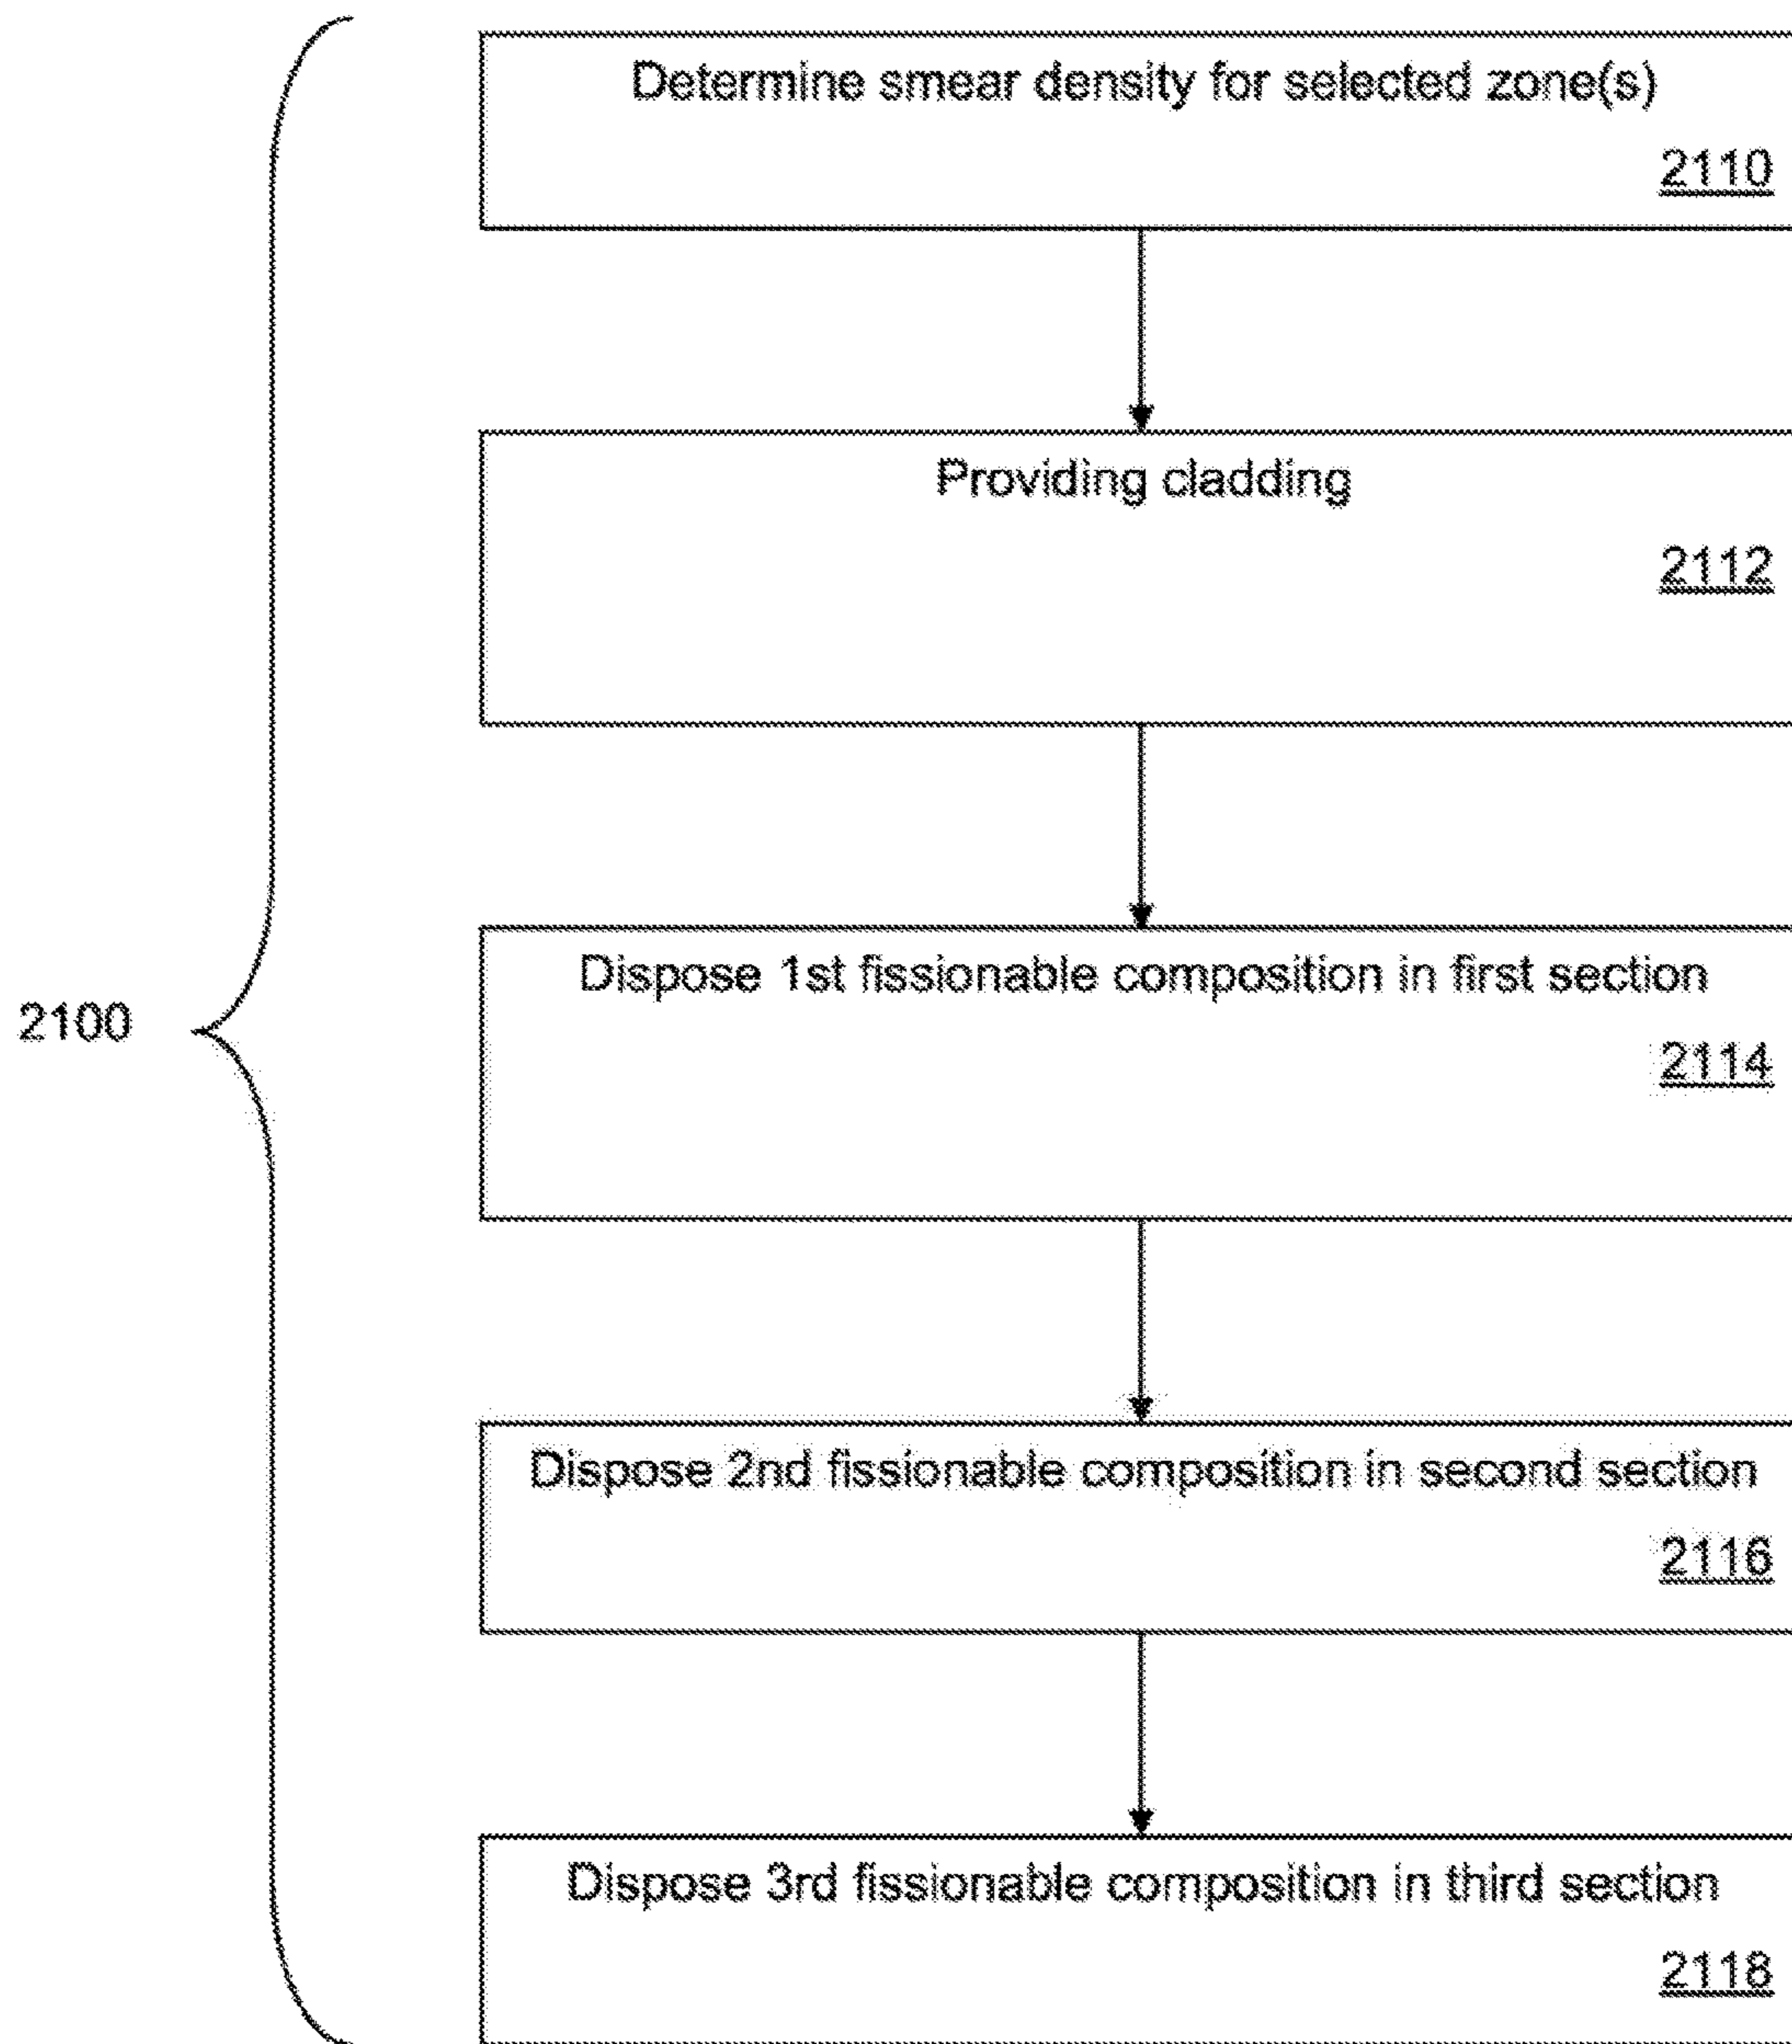 Determine smear density for selected zone(s)
2110
Providing cladding
2112
Dispose 1st fissionable composition in first section
2114
2100
Dispose 2nd fissionable composition in second section
2116
Dispose 3rd fissionable composition in third section
2118